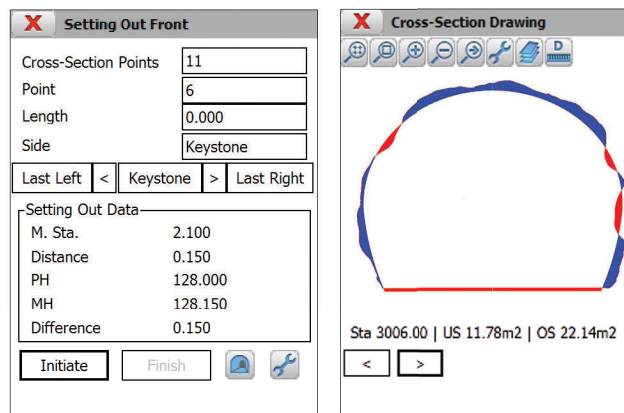 X Setting Out Front
Cross-Section Points 11
Point 6
Length 0.000
Side Keystone
Last Left < Keystone > Last Right
Setting Out Data
M. Sta. 2.100
Distance 0.150
PH 128.000
MH 128.150
Difference 0.150
Initiate Finish
X Cross-Section Drawing
D
Sta 3006.00 | US 11.78m2 | OS 22.14m2
< >